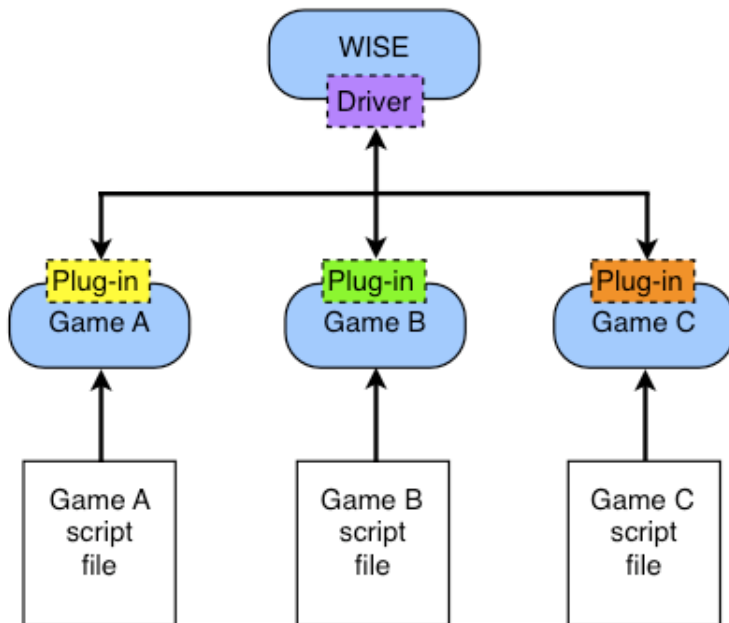 WISE
Driver
Plug-in
Plug-in
Plug-in
Game A
Game B
Game C
Game A
script
file
Game B
script
file
Game C
script
file